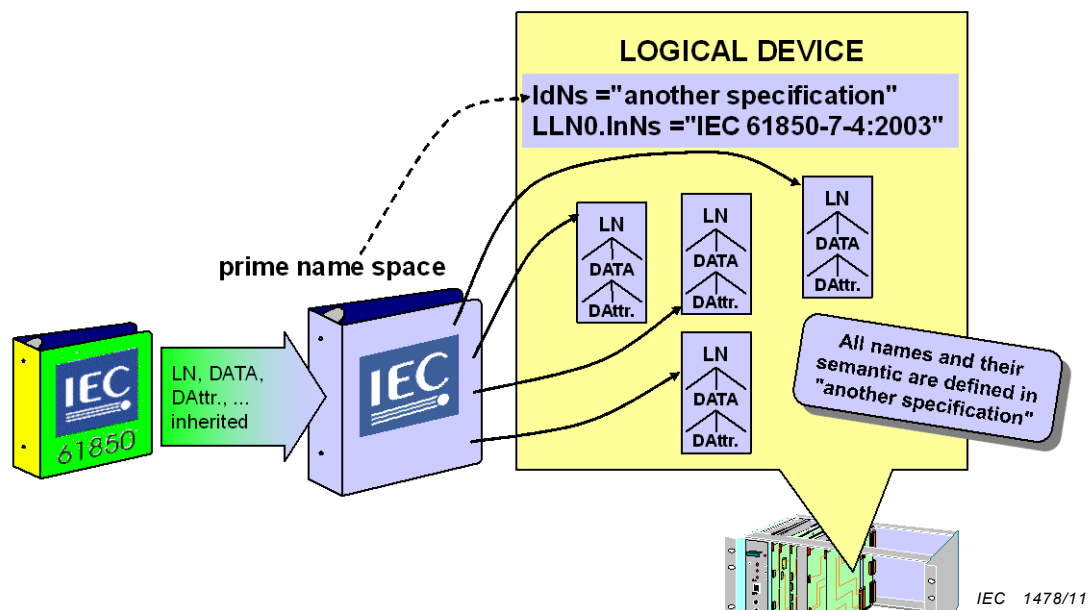 LOGICAL DEVICE
ldNs ="another specification"
LLN0.lnNs ="IEC 61850-7-4:2003"
prime name space
LN
DATA
DAttr.
LN
DATA
DAttr.
LN
DATA
DAttr.
LN
DATA
DAttr.
IEC
61850
LN, DATA,
DAttr., ...
inherited
IEC
All names and their
semantic are defined in
"another specification"
IEC 1478/11